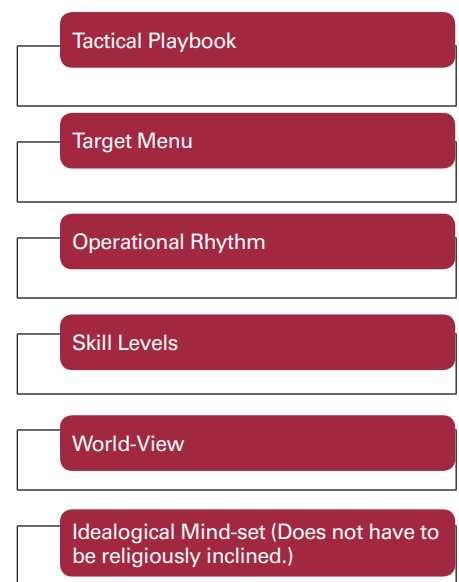 Tactical Playbook
Target Menu
Operational Rhythm
Skill Levels
World-View
Idealogical Mind-set (Does not have to
be religiously inclined.)